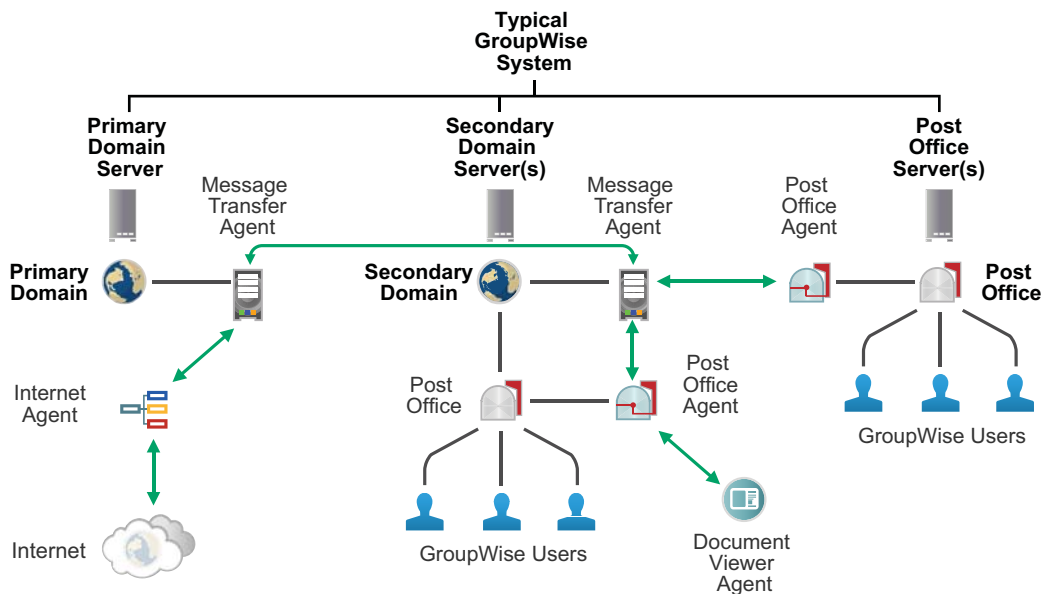 Typical
GroupWise
System
Primary
Domain
Server
Secondary
Domain
Server(s)
Post
Office
Server(s)
Message
Transfer
Agent
Message
Transfer
Agent
Post
Office
Agent
Primary
Domain
Secondary
Domain
Post
Office
Internet
Agent
Post
Office
Post
Office
Agent
GroupWise Users
Internet
GroupWise Users
Document
Viewer
Agent